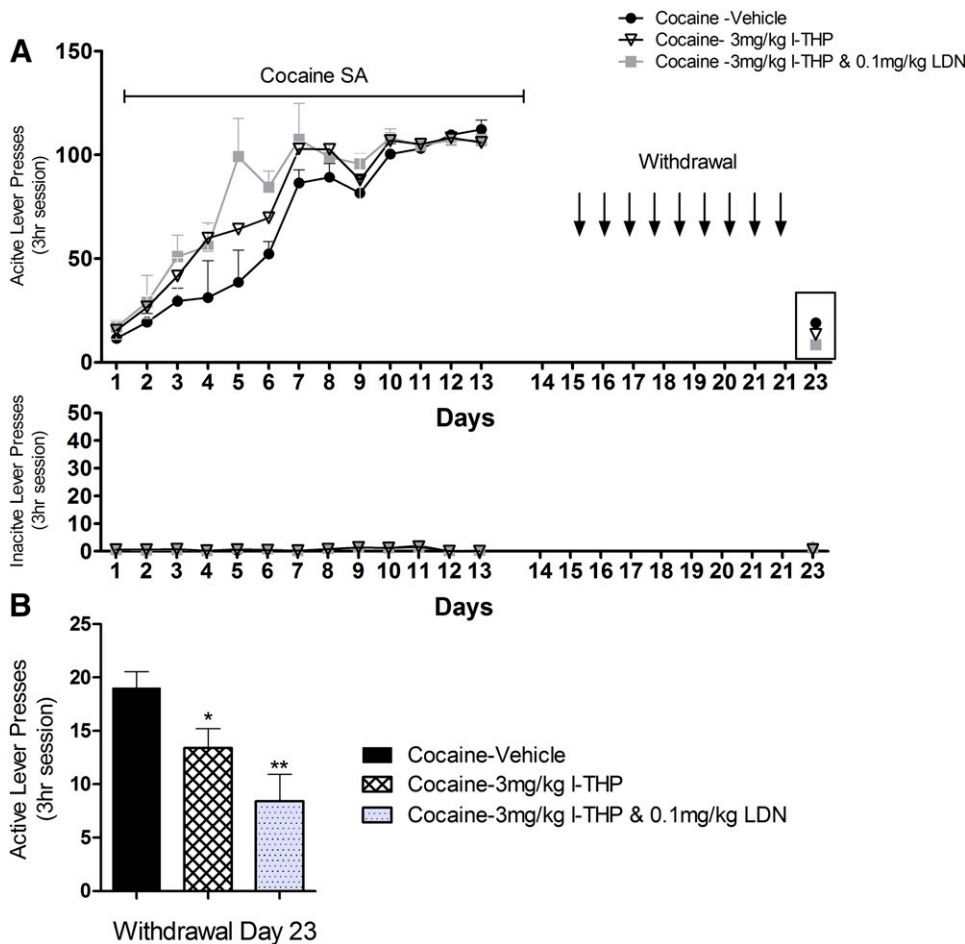 Cocaine -Vehicle
Cocaine- 3mg/kg l-THP
Cocaine -3mg/kg l-THP & 0.1mg/kg LDN
A
Acitve Lever Presses
(3hr session)
150
100
50
0
Cocaine SA
Withdrawal
1 2 3 4 5 6 7 8 9 10 11 12 13 14 15 16 17 18 19 20 21 21 23
Days
Inacitve Lever Presses
(3hr session)
50
40
30
20
10
0
1 2 3 4 5 6 7 8 9 10 11 12 13 14 15 16 17 18 19 20 21 21 23
Days
B
Active Lever Presses
(3hr session)
25
20
15
10
5
0
*
**
Cocaine-Vehicle
Cocaine-3mg/kg l-THP
Cocaine-3mg/kg l-THP & 0.1mg/kg LDN
Withdrawal Day 23